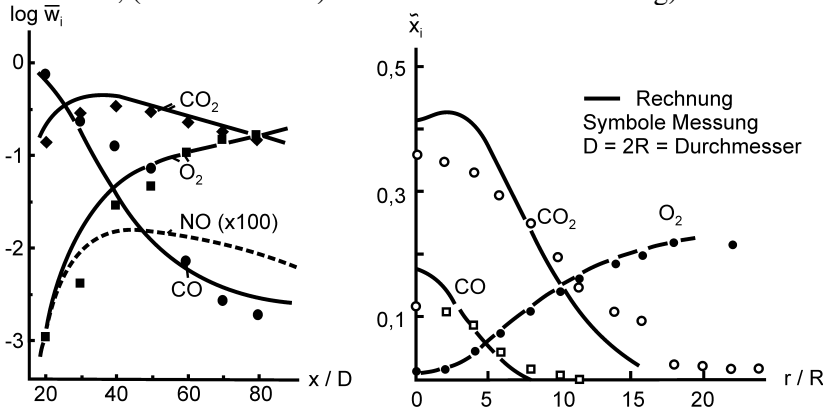 log w̅ᵢ
0
-1
-2
-3
CO₂
O₂
NO (x100)
CO
20 40 60 80 x / D
x̃ᵢ
0,5
0,3
0,1
Rechnung
Symbole Messung
D = 2R = Durchmesser
CO₂
O₂
CO
0 5 10 15 20 r / R